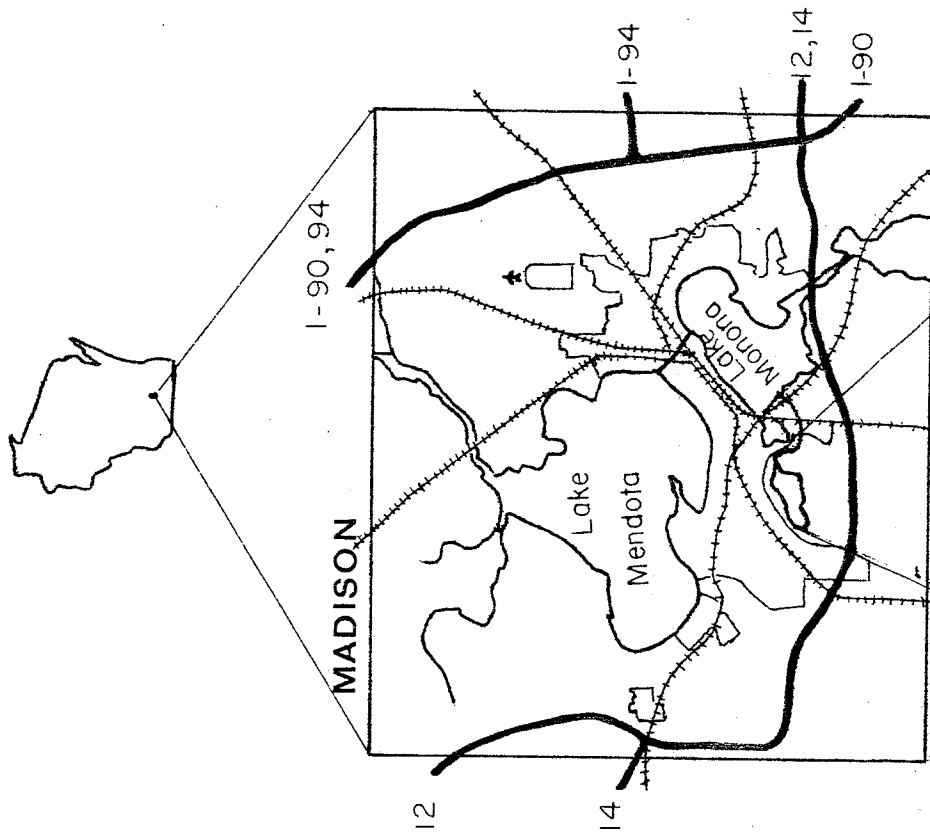 MADISON
I-90, 94
I-94
12, 14
I-90
Lake
Mendota
Lake
Monona
12
14